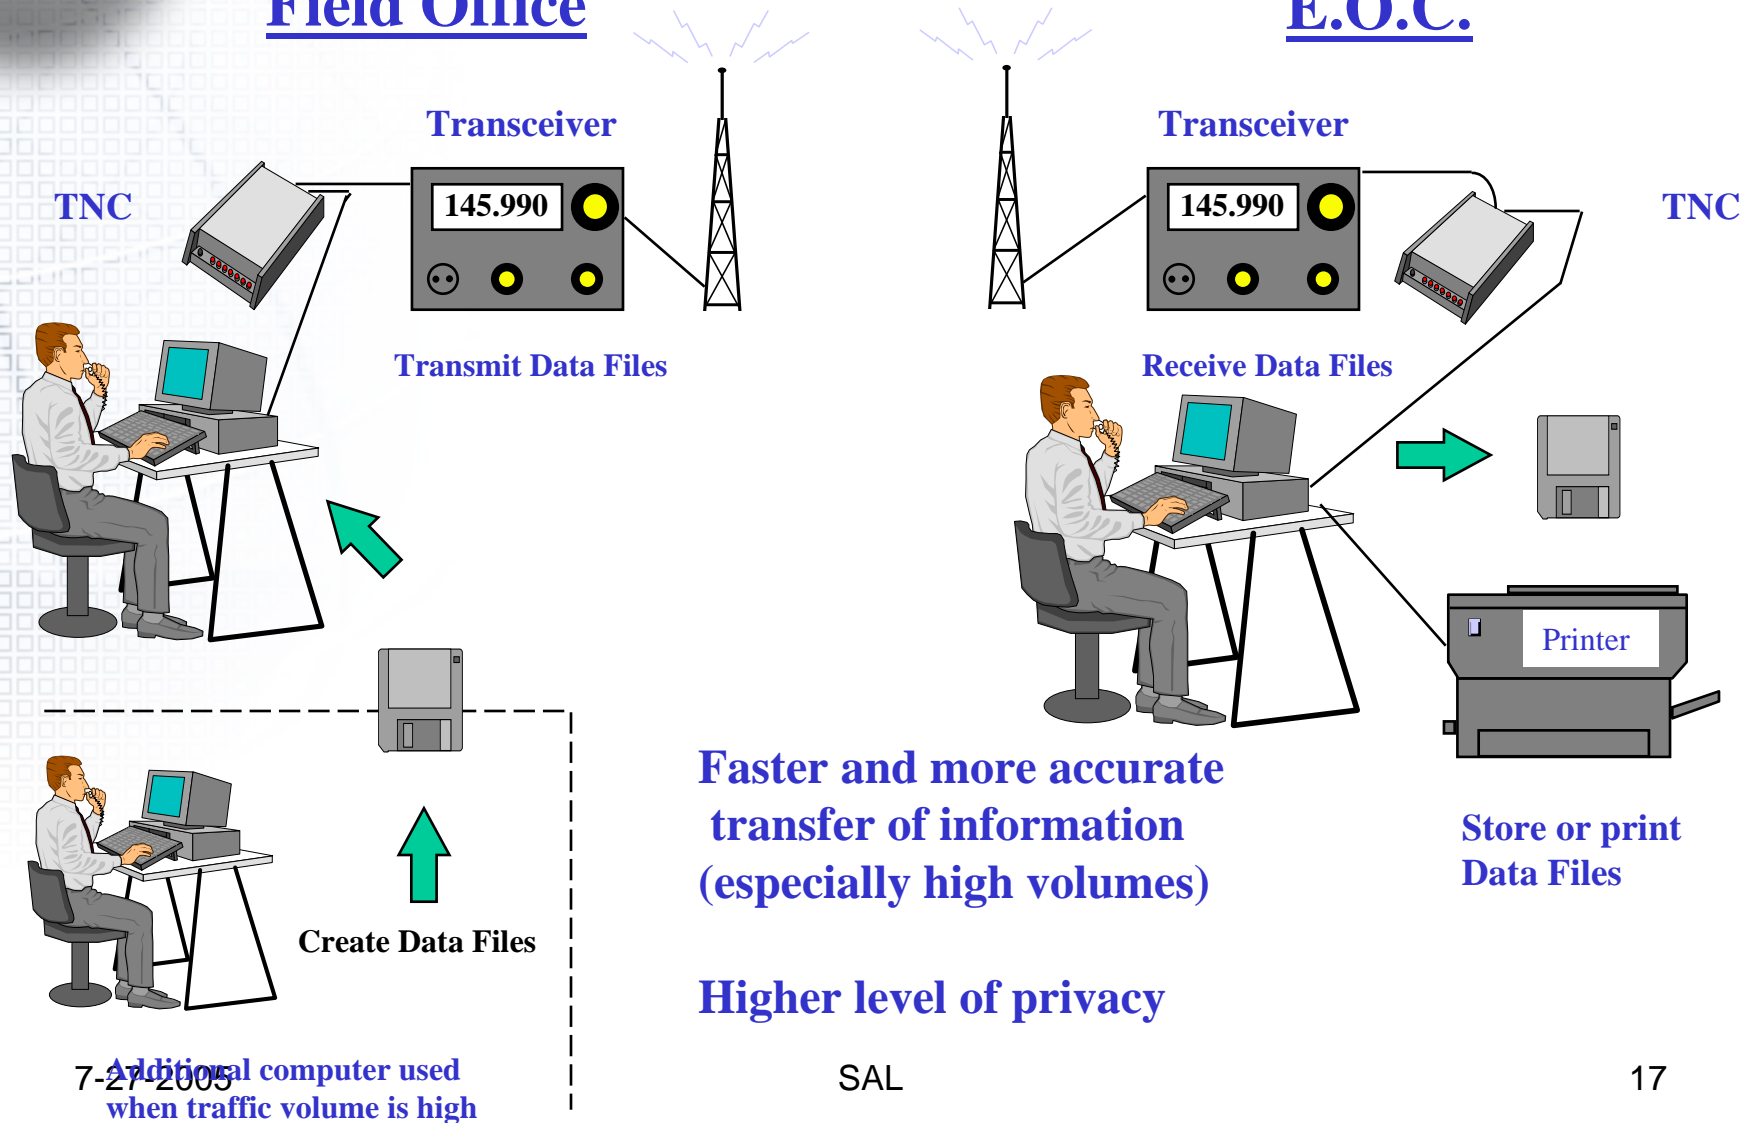 Field Office
E.O.C.
Transceiver
Transceiver
TNC
145.990
145.990
TNC
Transmit Data Files
Receive Data Files
Printer
Faster and more accurate
transfer of information
(especially high volumes)
Store or print
Data Files
Create Data Files
Higher level of privacy
Additional computer used
when traffic volume is high
7-27-2005
SAL
17